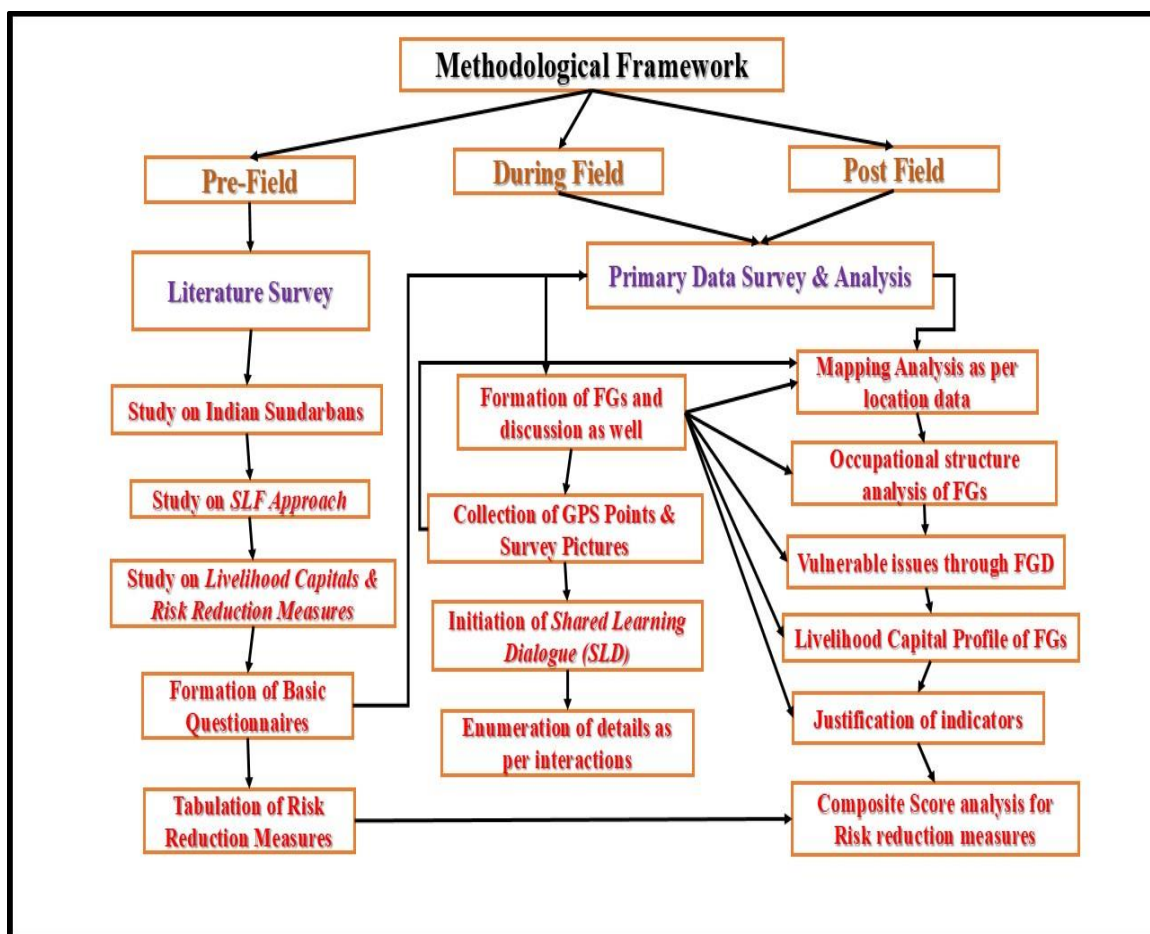 Methodological Framework
Pre-Field
During Field
Post Field
Literature Survey
Primary Data Survey & Analysis
Study on Indian Sundarbans
Study on SLF Approach
Study on Livelihood Capitals &
Risk Reduction Measures
Formation of Basic
Questionnaires
Tabulation of Risk
Reduction Measures
Formation of FGs and
discussion as well
Collection of GPS Points &
Survey Pictures
Initiation of Shared Learning
Dialogue (SLD)
Enumeration of details as
per interactions
Mapping Analysis as per
location data
Occupational structure
analysis of FGs
Vulnerable issues through FGD
Livelihood Capital Profile of FGs
Justification of indicators
Composite Score analysis for
Risk reduction measures